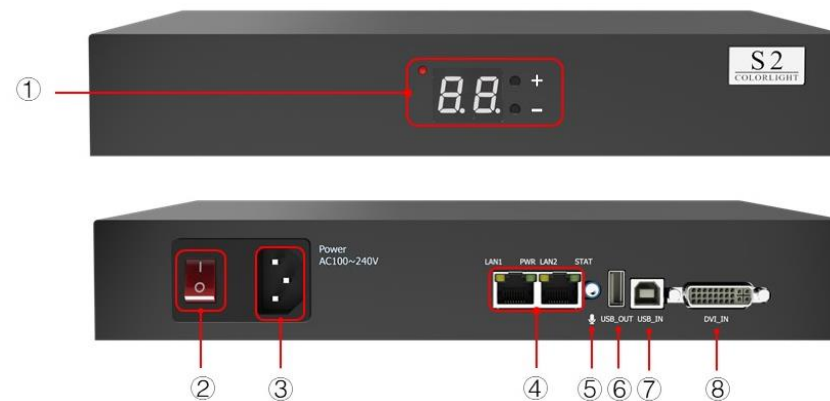 ①
8.8.
+
−
S2
COLORLIGHT
Power
AC100~240V
LAN1 PWR LAN2 STAT
USB_OUT USB_IN DVI_IN
② ③ ④ ⑤ ⑥ ⑦ ⑧